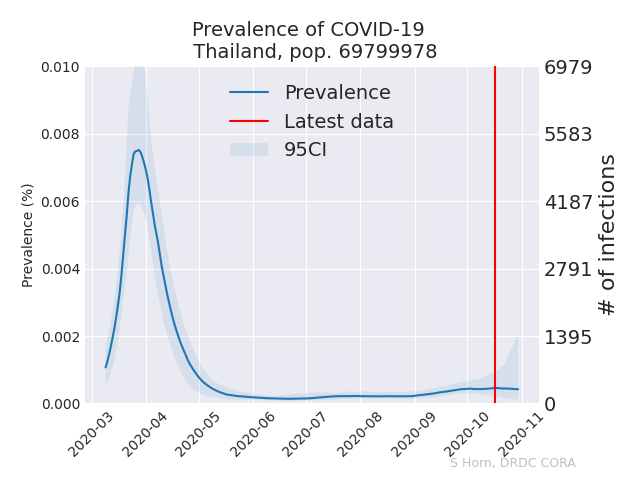 Prevalence of COVID-19
Thailand, pop. 69799978
0.010
0.008
0.006
0.004
0.002
0.000
Prevalence (%)
Prevalence
Latest data
95CI
6979
5583
4187
2791
1395
0
# of infections
2020-03
2020-04
2020-05
2020-06
2020-07
2020-08
2020-09
2020-10
2020-11
S Horn, DRDC CORA